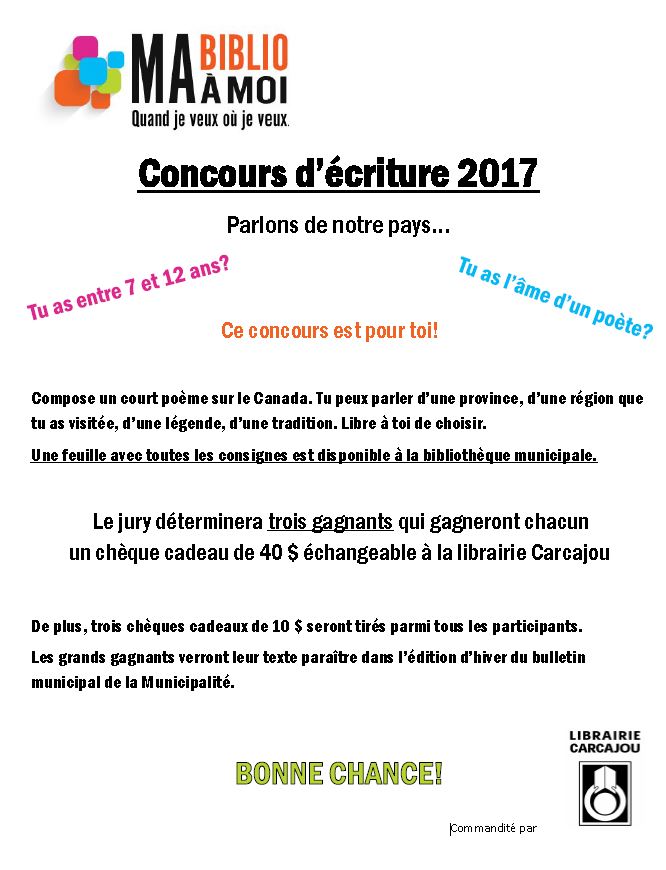 MA BIBLIO À MOI
Quand je veux où je veux.
Concours d'écriture 2017
Parlons de notre pays...
Tu as entre 7 et 12 ans?
Tu as l'âme d'un poète?
Ce concours est pour toi!
Compose un court poème sur le Canada. Tu peux parler d'une province, d'une région que
tu as visitée, d'une légende, d'une tradition. Libre à toi de choisir.
Une feuille avec toutes les consignes est disponible à la bibliothèque municipale.
Le jury déterminera trois gagnants qui gagneront chacun
un chèque cadeau de 40 $ échangeable à la librairie Carcajou
De plus, trois chèques cadeaux de 10 $ seront tirés parmi tous les participants.
Les grands gagnants verront leur texte paraître dans l'édition d'hiver du bulletin
municipal de la Municipalité.
LIBRAIRIE
CARCAJOU
BONNE CHANCE!
Commandité par